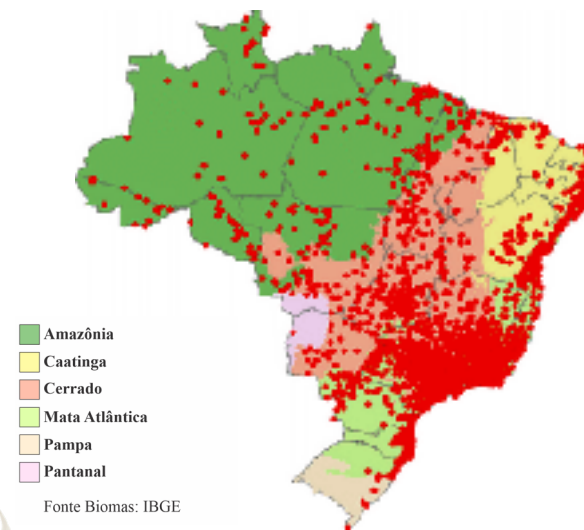 Amazônia
Caatinga
Cerrado
Mata Atlântica
Pampa
Pantanal
Fonte Biomas: IBGE